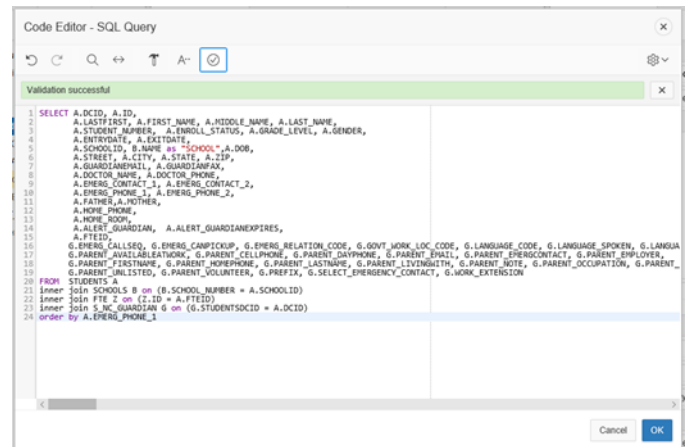 Code Editor - SQL Query
A··
Validation successful
1 SELECT A.DCID, A.ID,
2 A.LASTFIRST, A.FIRST_NAME, A.MIDDLE_NAME, A.LAST_NAME,
3 A.STUDENT_NUMBER, A.ENROLL_STATUS, A.GRADE_LEVEL, A.GENDER,
4 A.ENTRYDATE, A.EXITDATE,
5 A.SCHOOLID, B.NAME as "SCHOOL",A.DOB,
6 A.STREET, A.CITY, A.STATE, A.ZIP,
7 A.GUARDIANEMAIL, A.GUARDIANFAX,
8 A.DOCTOR_NAME, A.DOCTOR_PHONE,
9 A.EMERG_CONTACT_1, A.EMERG_CONTACT_2,
10 A.EMERG_PHONE_1, A.EMERG_PHONE_2,
11 A.FATHER,A.MOTHER,
12 A.HOME_PHONE,
13 A.HOME_ROOM,
14 A.ALERT_GUARDIAN, A.ALERT_GUARDIANEXPIRES,
15 A.FTEID,
16 G.EMERG_CALLSEQ, G.EMERG_CANPICKUP, G.EMERG_RELATION_CODE, G.GOVT_WORK_LOC_CODE, G.LANGUAGE_CODE, G.LANGUAGE_SPOKEN, G.LANGUA
17 G.PARENT_AVAILABLEATWORK, G.PARENT_CELLPHONE, G.PARENT_DAYPHONE, G.PARENT_EMAIL, G.PARENT_EMERGCONTACT, G.PARENT_EMPLOYER,
18 G.PARENT_FIRSTNAME, G.PARENT_HOMEPHONE, G.PARENT_LASTNAME, G.PARENT_LIVINGWITH, G.PARENT_NOTE, G.PARENT_OCCUPATION, G.PARENT_
19 G.PARENT_UNLISTED, G.PARENT_VOLUNTEER, G.PREFIX, G.SELECT_EMERGENCY_CONTACT, G.WORK_EXTENSION
20 FROM STUDENTS A
21 inner join SCHOOLS B on (B.SCHOOL_NUMBER = A.SCHOOLID)
22 inner join FTE Z on (Z.ID = A.FTEID)
23 inner join S_NC_GUARDIAN G on (G.STUDENTSDCID = A.DCID)
24 order by A.EMERG_PHONE_1
Cancel
OK